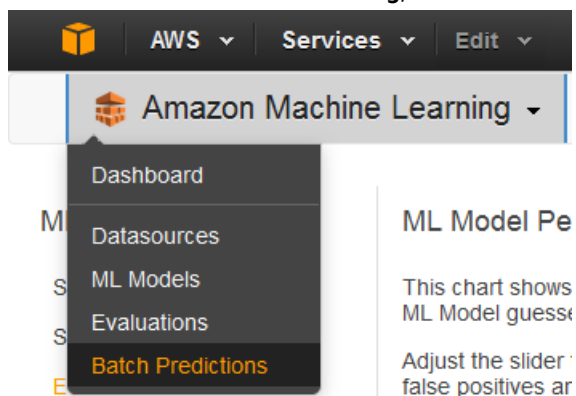 AWS Services Edit
Amazon Machine Learning
Dashboard
Datasources
ML Models
Evaluations
Batch Predictions
ML Model Pe
This chart shows
ML Model guesse
Adjust the slider
false positives an